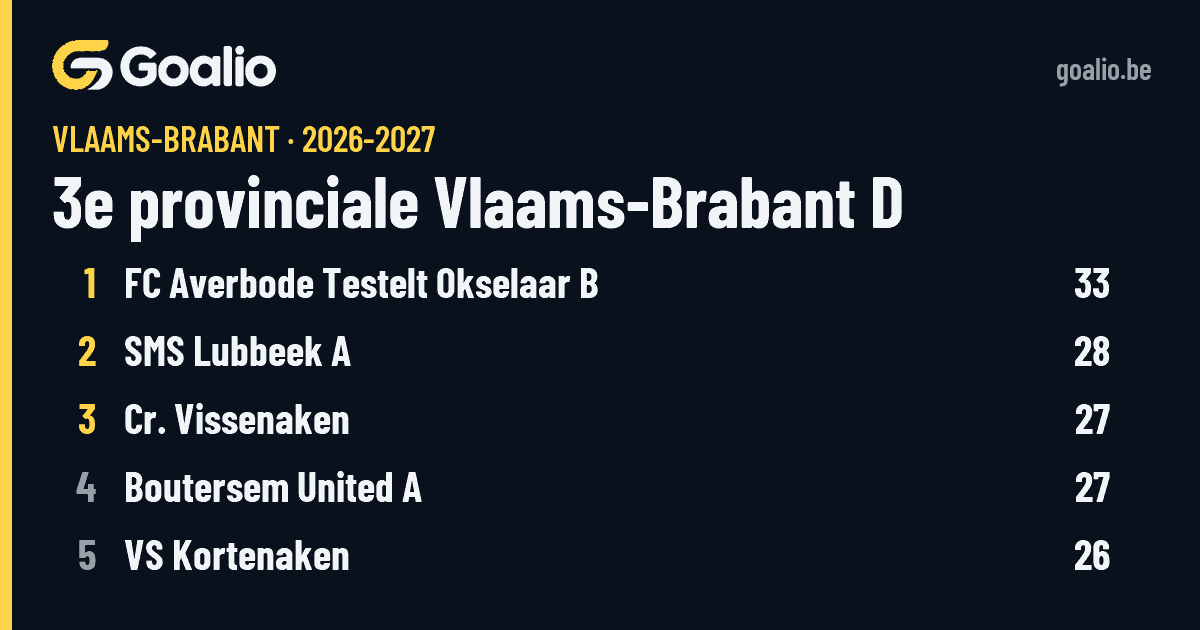 Goalio
goalio.be
VLAAMS-BRABANT · 2026-2027
3e provinciale Vlaams-Brabant D
1 FC Averbode Testelt Okselaar B 33
2 SMS Lubbeek A 28
3 Cr. Vissenaken 27
4 Boutersem United A 27
5 VS Kortenaken 26